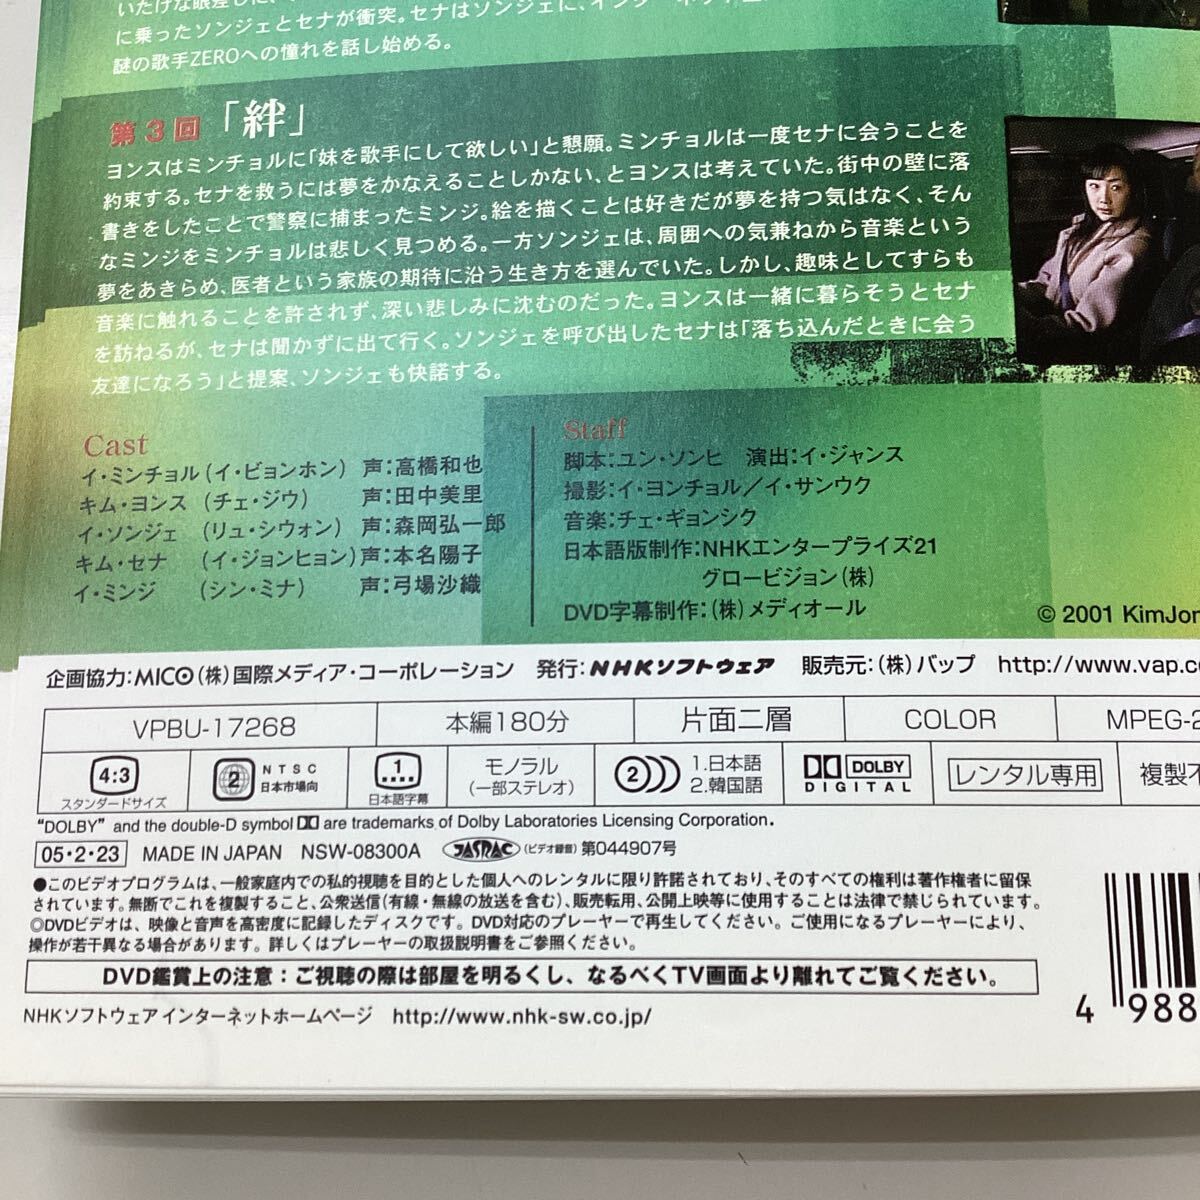 いたげな眼差しに、
に乗ったソンジェとセナが衝突。セナはソンジェに、インターネット上
謎の歌手ZEROへの憧れを話し始める。
第3回「絆」
ヨンスはミンチョルに「妹を歌手にして欲しい」と懇願。ミンチョルは一度セナに会うことを
約束する。セナを救うには夢をかなえることしかない、とヨンスは考えていた。街中の壁に落
書きをしたことで警察に捕まったミンジ。絵を描くことは好きだが夢を持つ気はなく、そん
なミンジをミンチョルは悲しく見つめる。一方ソンジェは、周囲への気兼ねから音楽という
夢をあきらめ、医者という家族の期待に沿う生き方を選んでいた。しかし、趣味としてすらも
音楽に触れることを許されず、深い悲しみに沈むのだった。ヨンスは一緒に暮らそうとセナ
を訪ねるが、セナは聞かずに出て行く。ソンジェを呼び出したセナは「落ち込んだときに会う
友達になろう」と提案、ソンジェも快諾する。
Cast
イ・ミンチョル(イ・ビョンホン) 声:高橋和也
キム・ヨンス (チェ・ジウ) 声:田中美里
イ・ソンジェ (リュ・シウォン) 声:森岡弘一郎
キム・セナ (イ・ジョンヒョン)声:本名陽子
イ・ミンジ (シン・ミナ) 声:弓場沙織
Staff
脚本:ユン・ソンヒ 演出:イ・ジャンス
撮影:イ・ヨンチョル/イ・サンウク
音楽:チェ・ギョンシク
日本語版制作:NHKエンタープライズ21
グロービジョン(株)
DVD字幕制作:(株)メディオール
© 2001 KimJon
企画協力:MICO(株)国際メディア・コーポレーション 発行:NHKソフトウェア 販売元:(株)バップ http://www.vap.co
VPBU-17268 本編180分 片面二層 COLOR MPEG-2
4:3 スタンダードサイズ 2 NTSC 日本市場向 1 日本語字幕 モノラル (一部ステレオ) 2 1.日本語 2.韓国語 DOLBY DIGITAL レンタル専用 複製不
"DOLBY" and the double-D symbol are trademarks of Dolby Laboratories Licensing Corporation.
05・2・23 MADE IN JAPAN NSW-08300A JASRAC (ビデオ録音) 第044907号
●このビデオプログラムは、一般家庭内での私的視聴を目的とした個人へのレンタルに限り許諾されており、そのすべての権利は著作権者に留保
されています。無断でこれを複製すること、公衆送信(有線・無線の放送を含む)、販売転用、公開上映等に使用することは法律で禁じられています。
◎DVDビデオは、映像と音声を高密度に記録したディスクです。DVD対応のプレーヤーで再生してください。ご使用になるプレーヤーにより、
操作が若干異なる場合があります。詳しくはプレーヤーの取扱説明書をご参照ください。
DVD鑑賞上の注意:ご視聴の際は部屋を明るくし、なるべくTV画面より離れてご覧ください。
NHKソフトウェアインターネットホームページ http://www.nhk-sw.co.jp/
4 988